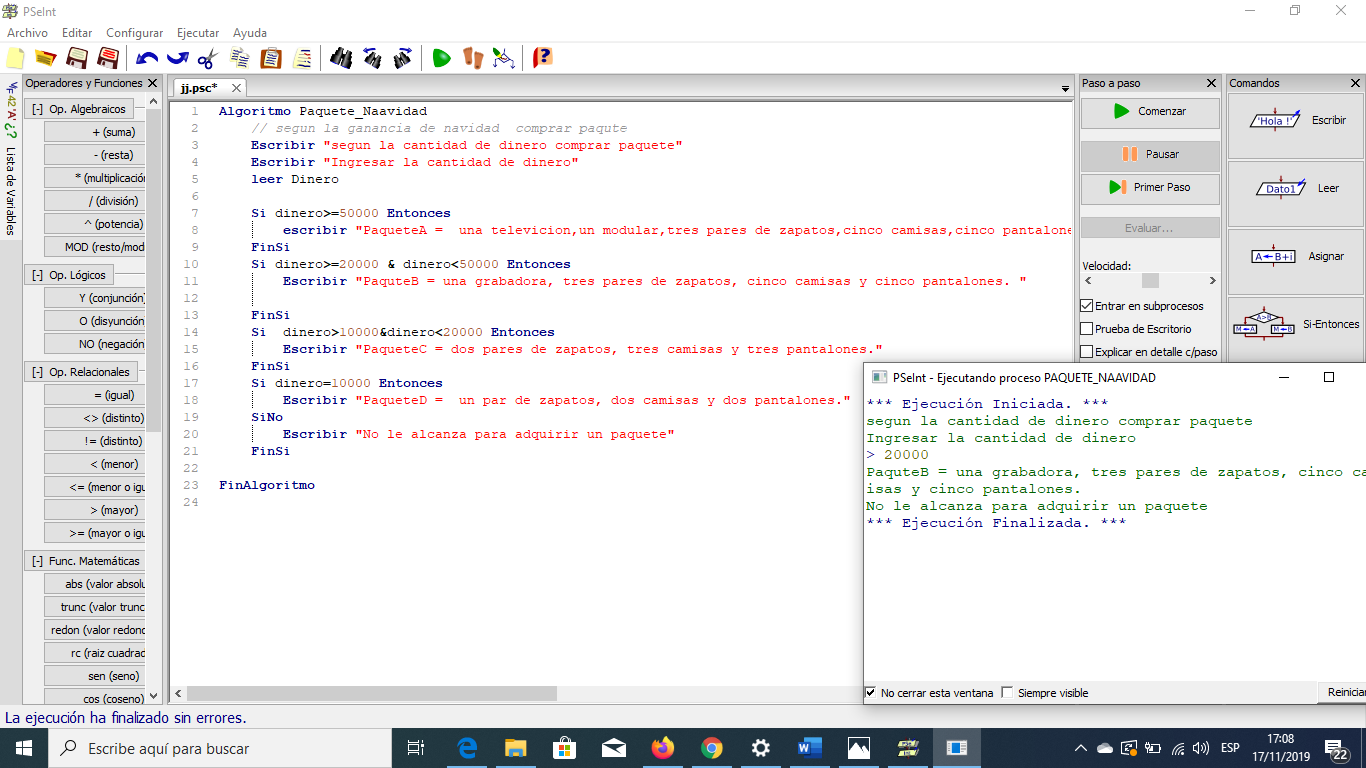 PSeInt
Archivo Editar Configurar Ejecutar Ayuda
Operadores y Funciones
jj.psc*
Paso a paso
Comandos
Lista de Variables
[-] Op. Algebraicos
+ (suma)
- (resta)
* (multiplicación
/ (división)
^ (potencia)
MOD (resto/modu
[-] Op. Lógicos
Y (conjunción)
O (disyunción
NO (negación
[-] Op. Relacionales
= (igual)
<> (distinto)
!= (distinto)
< (menor)
<= (menor o igu
> (mayor)
>= (mayor o igu
[-] Func. Matemáticas
abs (valor absolu
trunc (valor trunc
redon (valor redond
rc (raiz cuadrad
sen (seno)
cos (coseno)
1 Algoritmo Paquete_Naavidad
2 // segun la ganancia de navidad comprar paqute
3 Escribir "segun la cantidad de dinero comprar paquete"
4 Escribir "Ingresar la cantidad de dinero"
5 leer Dinero
6
7 Si dinero>=50000 Entonces
8 escribir "PaqueteA = una televicion,un modular,tres pares de zapatos,cinco camisas,cinco pantalone
9 FinSi
10 Si dinero>=20000 & dinero<50000 Entonces
11 Escribir "PaquteB = una grabadora, tres pares de zapatos, cinco camisas y cinco pantalones. "
12
13 FinSi
14 Si dinero>10000&dinero<20000 Entonces
15 Escribir "PaqueteC = dos pares de zapatos, tres camisas y tres pantalones."
16 FinSi
17 Si dinero=10000 Entonces
18 Escribir "PaqueteD = un par de zapatos, dos camisas y dos pantalones."
19 SiNo
20 Escribir "No le alcanza para adquirir un paquete"
21 FinSi
22
23 FinAlgoritmo
24
Comenzar
Pausar
Primer Paso
Evaluar...
Velocidad:
Entrar en subprocesos
Prueba de Escritorio
Explicar en detalle c/paso
'Hola !' Escribir
Dato1 Leer
A←B+i Asignar
A>B M←A M←B Si-Entonces
PSeInt - Ejecutando proceso PAQUETE_NAAVIDAD
*** Ejecución Iniciada. ***
segun la cantidad de dinero comprar paquete
Ingresar la cantidad de dinero
> 20000
PaquteB = una grabadora, tres pares de zapatos, cinco ca
isas y cinco pantalones.
No le alcanza para adquirir un paquete
*** Ejecución Finalizada. ***
No cerrar esta ventana Siempre visible Reiniciar
La ejecución ha finalizado sin errores.
Escribe aquí para buscar
ESP
17:08
17/11/2019
22